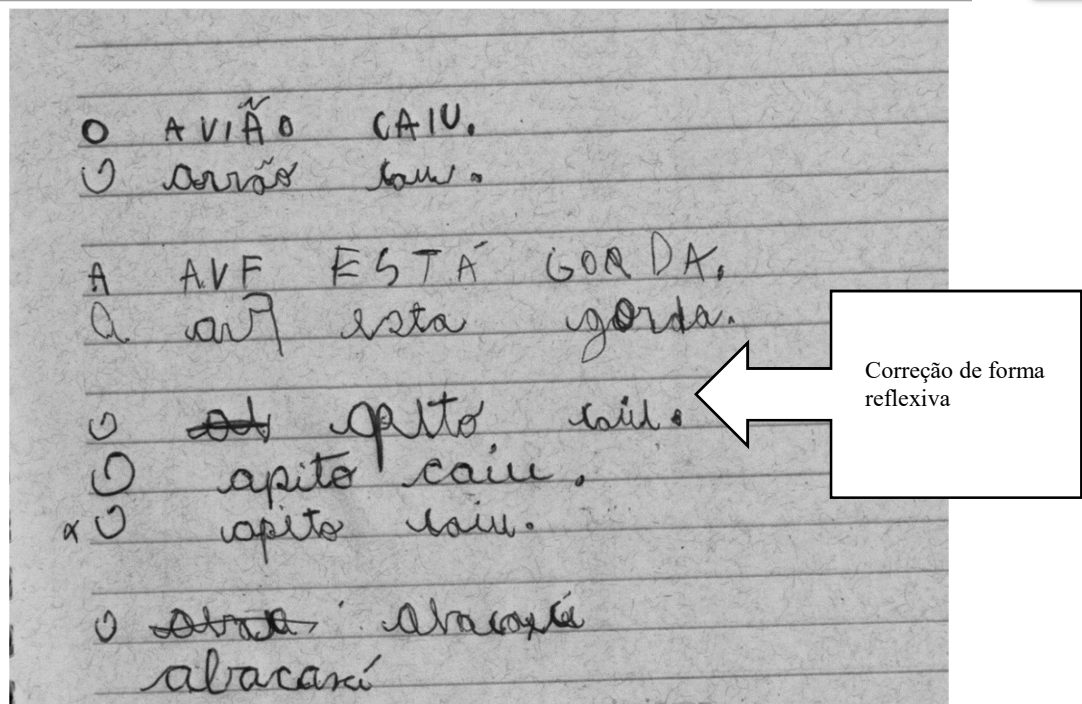 O AVIÃO CAIU.
O avião caiu.
A AVE ESTÁ GORDA.
a av esta gorda.
O apito caiu.
O apito caiu.
x O apito caiu.
O abacaxi
abacaxi
Correção de forma
reflexiva